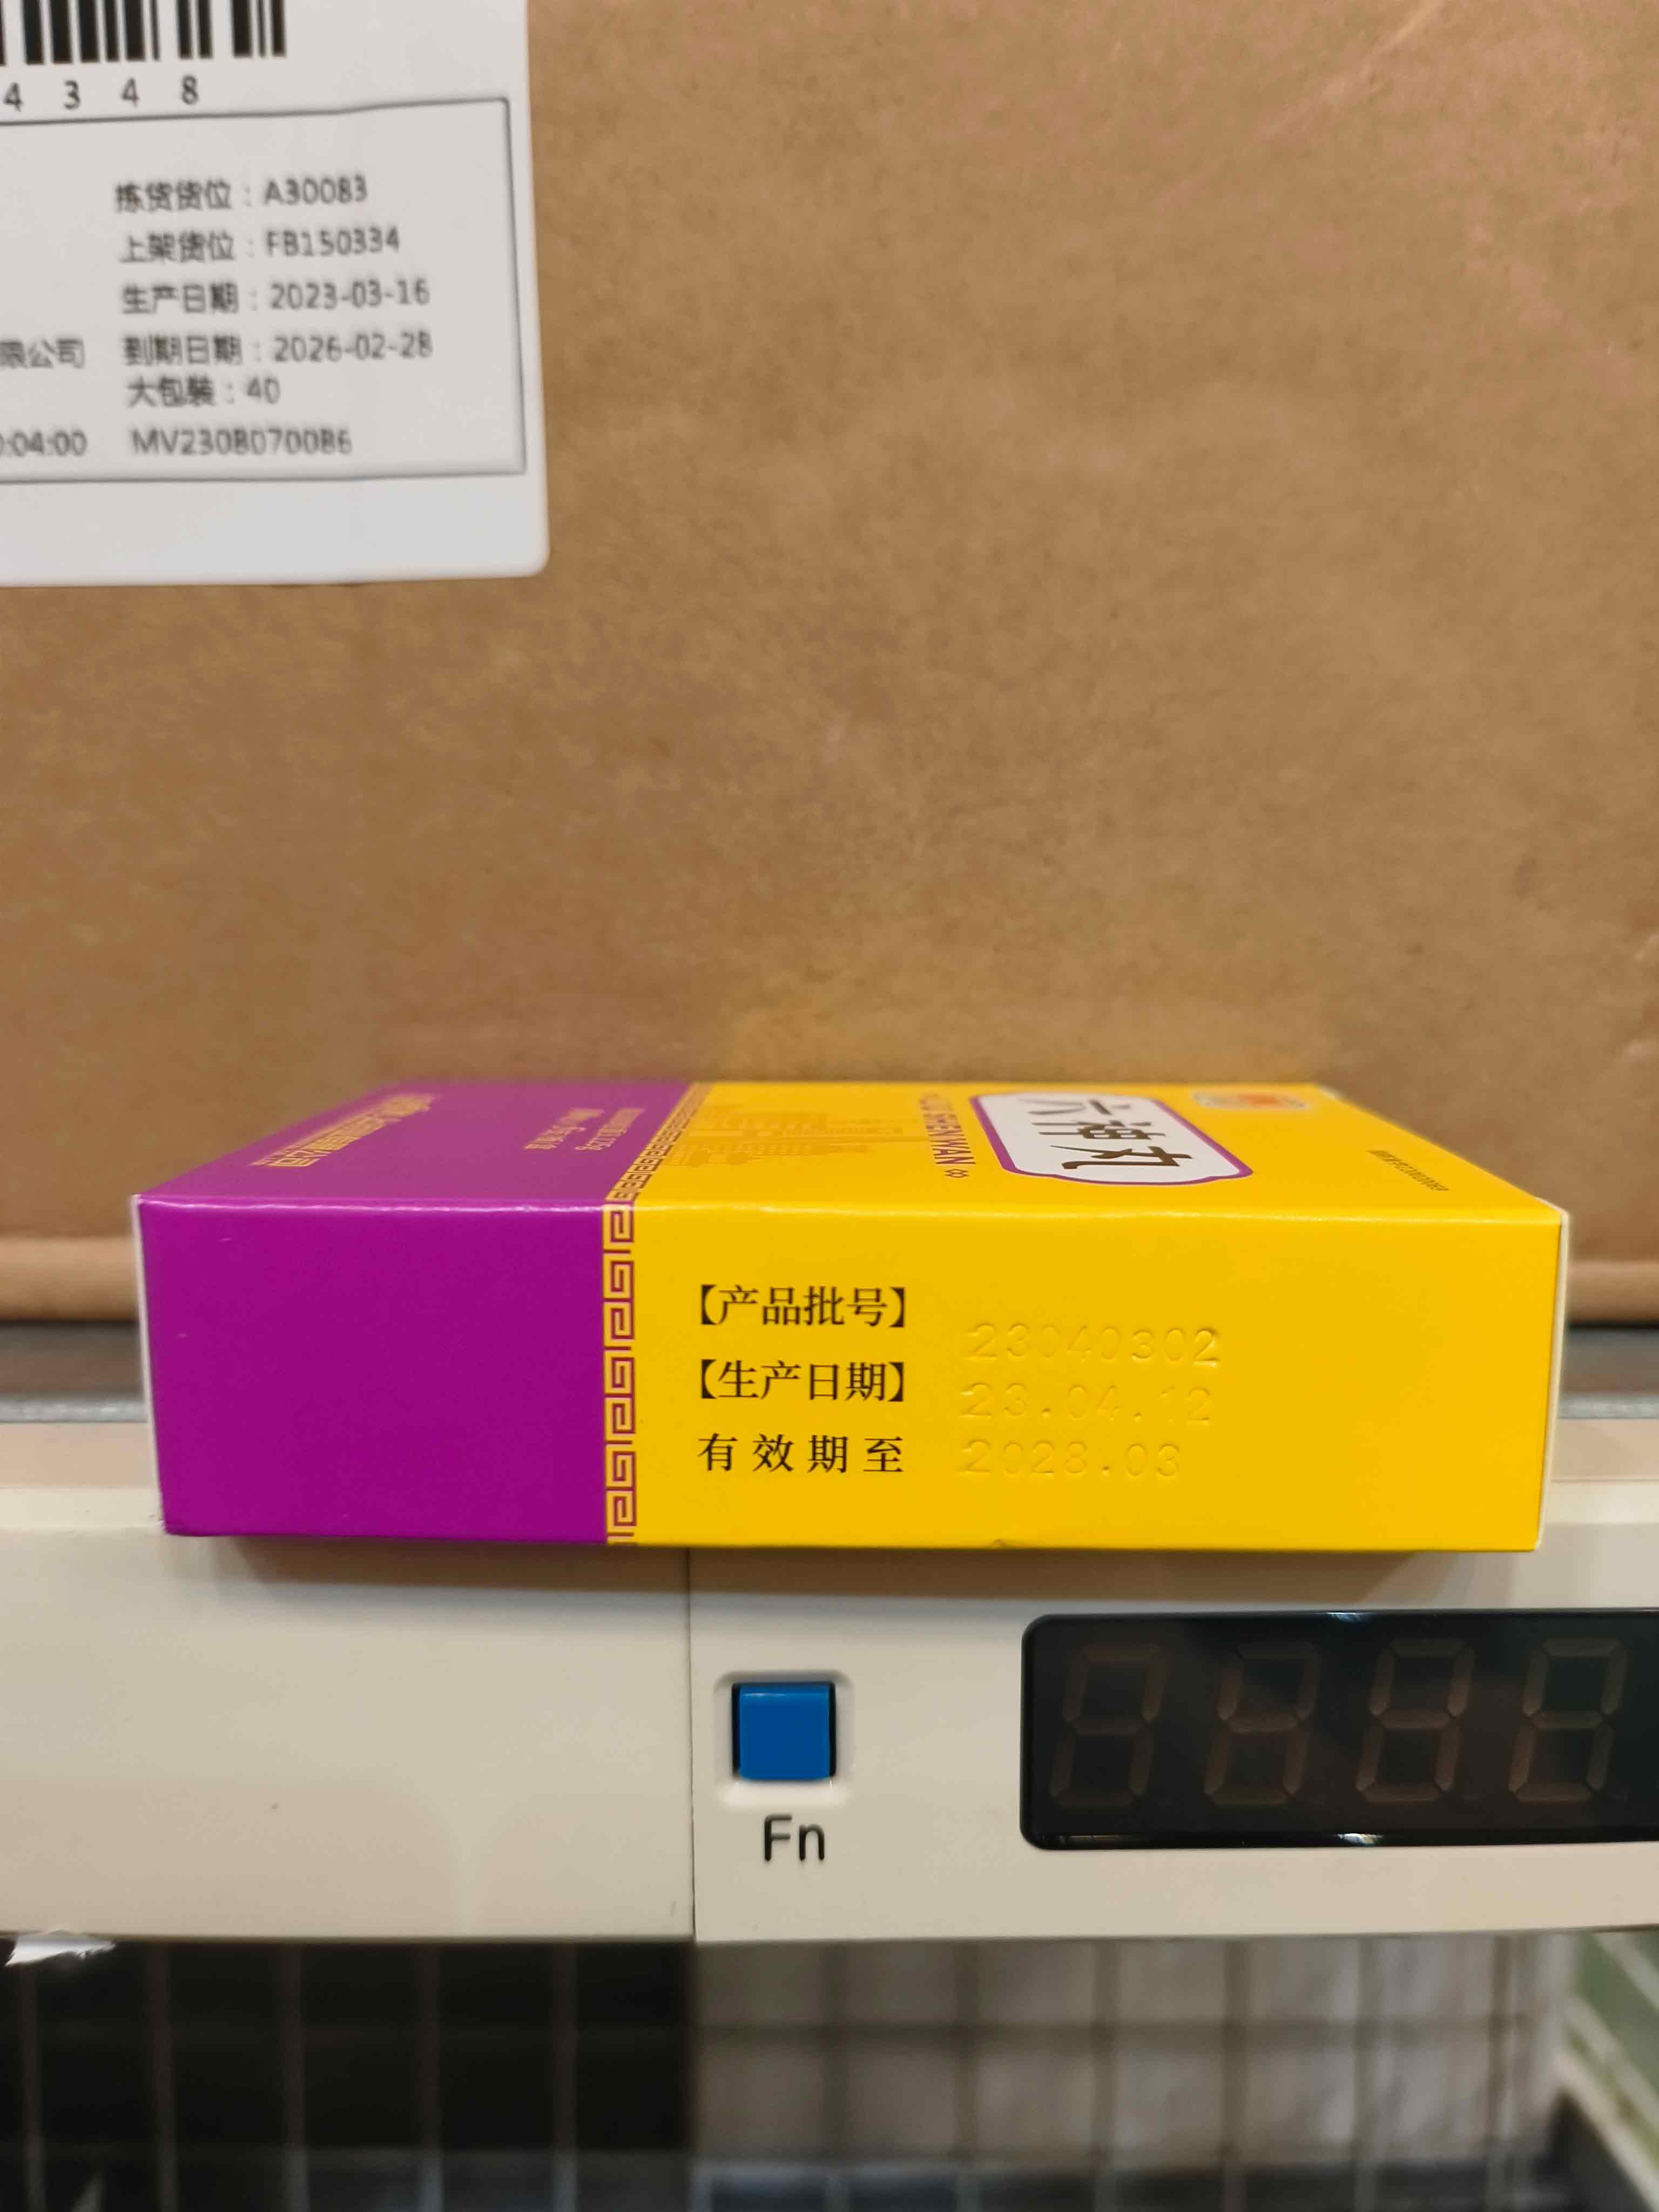 4 3 4 8
拣货货位：A30083
上架货位：FB150334
生产日期：2023-03-16
限公司 到期日期：2026-02-28
大包装：40
:04:00 MV2308070086
六神丸
SHENWAN
【产品批号】 23040302
【生产日期】 23.04.12
有效期至 2028.03
Fn